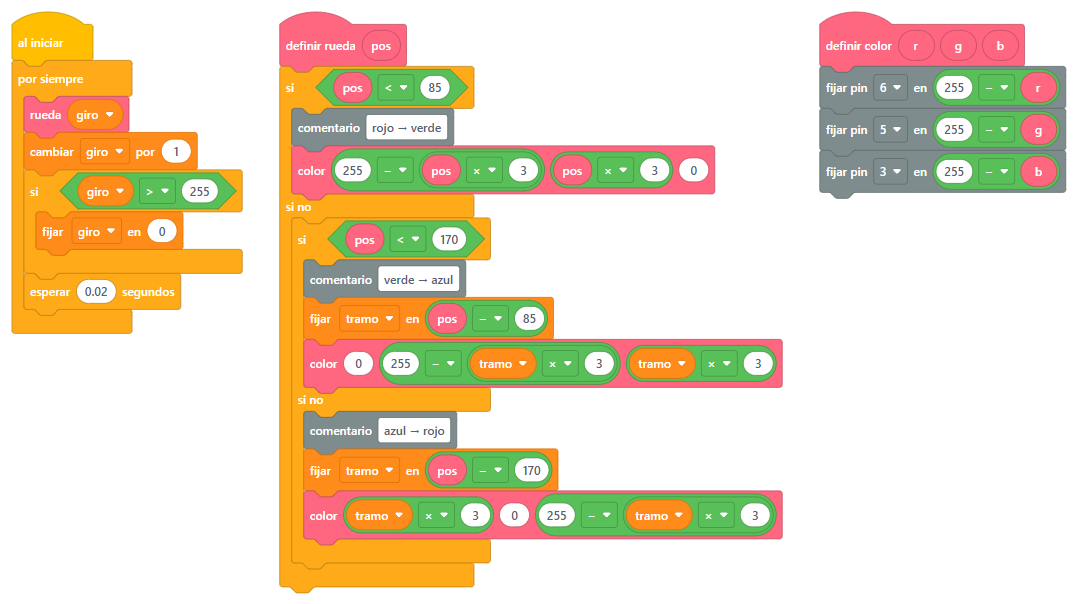 al iniciar
por siempre
rueda giro
cambiar giro por 1
si giro > 255
fijar giro en 0
esperar 0.02 segundos
definir rueda pos
si pos < 85
comentario rojo → verde
color 255 – pos × 3 pos × 3 0
si no
si pos < 170
comentario verde → azul
fijar tramo en pos – 85
color 0 255 – tramo × 3 tramo × 3
si no
comentario azul → rojo
fijar tramo en pos – 170
color tramo × 3 0 255 – tramo × 3
definir color r g b
fijar pin 6 en 255 – r
fijar pin 5 en 255 – g
fijar pin 3 en 255 – b